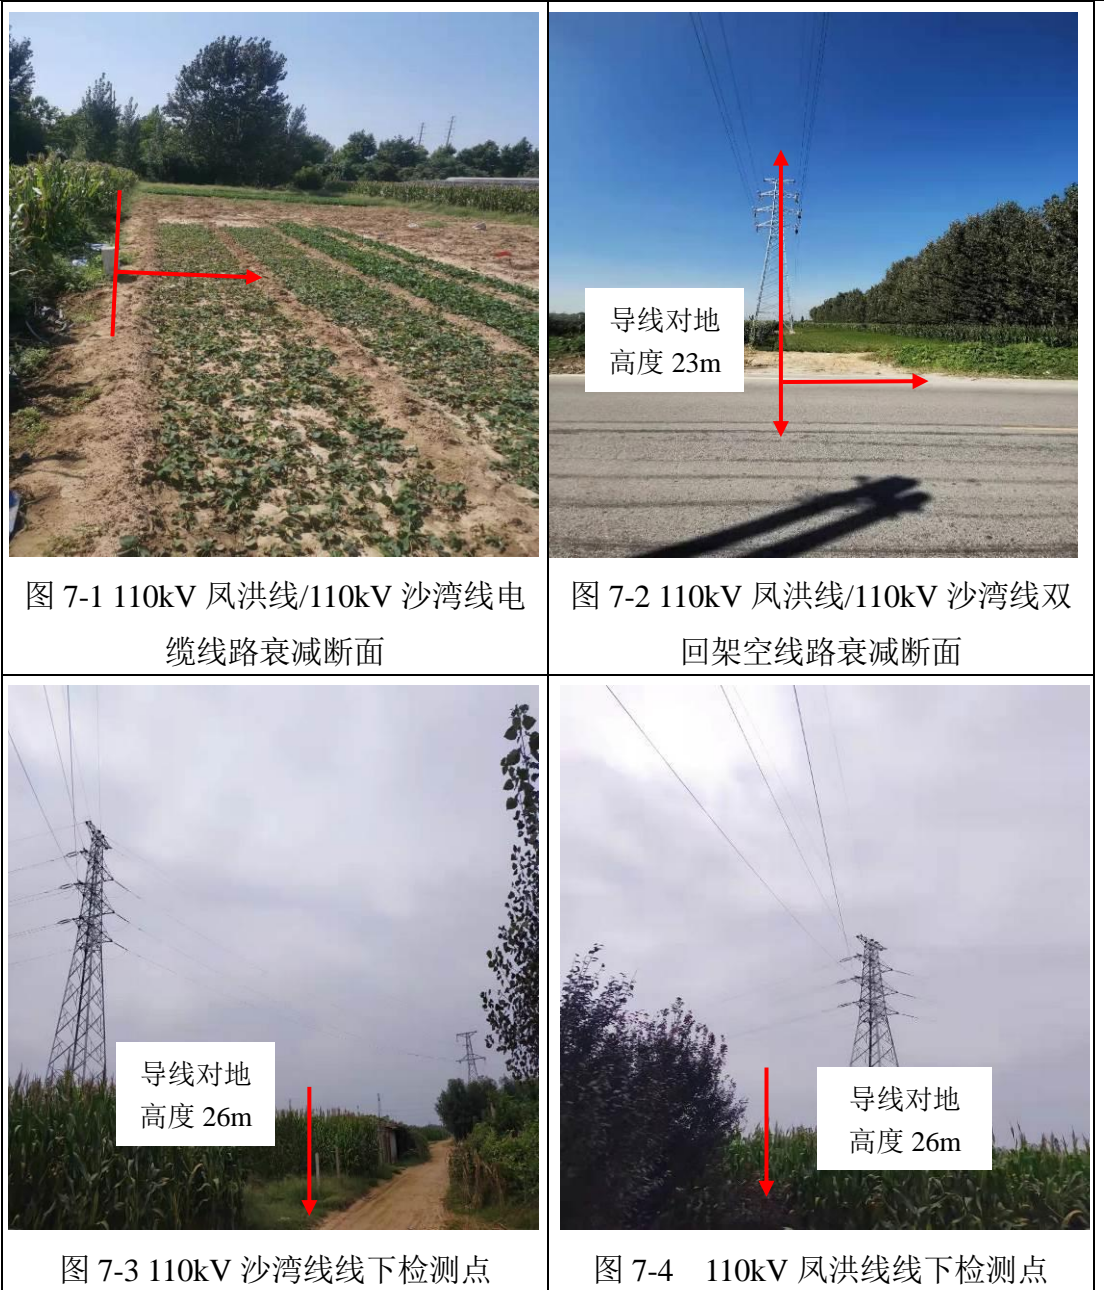 导线对地
高度 23m
图 7-1 110kV 凤洪线/110kV 沙湾线电
缆线路衰减断面
图 7-2 110kV 凤洪线/110kV 沙湾线双
回架空线路衰减断面
导线对地
高度 26m
导线对地
高度 26m
图 7-3 110kV 沙湾线线下检测点
图 7-4 110kV 凤洪线线下检测点